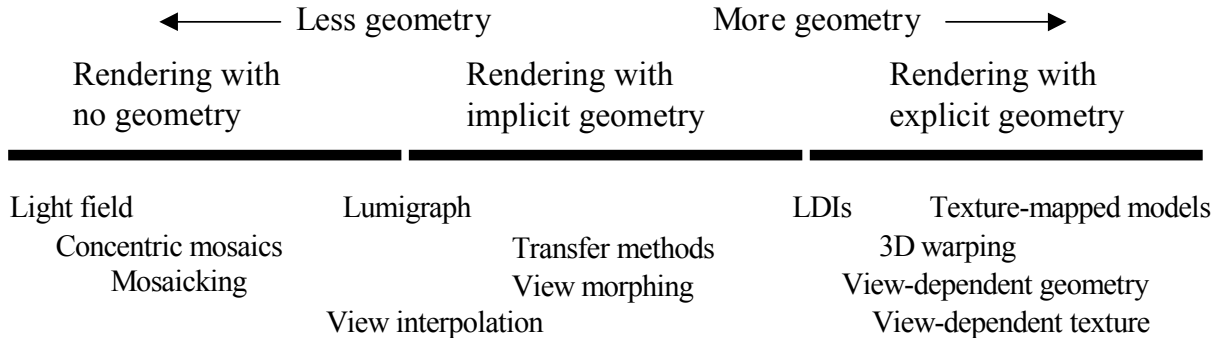 Less geometry More geometry
Rendering with Rendering with Rendering with
no geometry implicit geometry explicit geometry
Light field Lumigraph LDIs Texture-mapped models
Concentric mosaics Transfer methods 3D warping
Mosaicking View morphing View-dependent geometry
View interpolation View-dependent texture